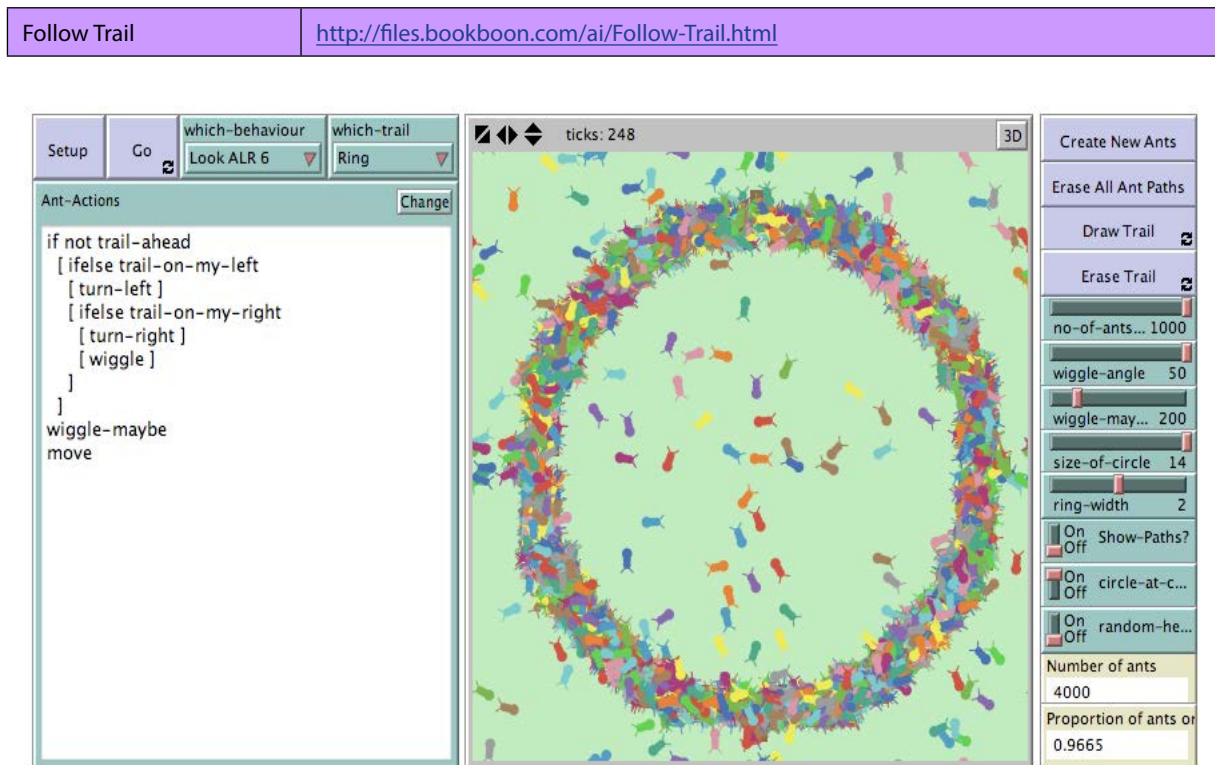 Follow Trail
http://files.bookboon.com/ai/Follow-Trail.html
Setup
Go
which-behaviour
Look ALR 6
which-trail
Ring
ticks: 248
3D
Ant-Actions
Change
if not trail-ahead
[ ifelse trail-on-my-left
[ turn-left ]
[ ifelse trail-on-my-right
[ turn-right ]
[ wiggle ]
]
]
wiggle-maybe
move
Create New Ants
Erase All Ant Paths
Draw Trail
Erase Trail
no-of-ants... 1000
wiggle-angle 50
wiggle-may... 200
size-of-circle 14
ring-width 2
On
Off
Show-Paths?
On
Off
circle-at-c...
On
Off
random-he...
Number of ants
4000
Proportion of ants or
0.9665